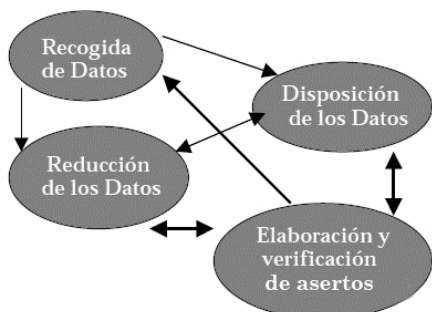 Recogida
de Datos
Disposición
de los Datos
Reducción
de los Datos
Elaboración y
verificación
de asertos